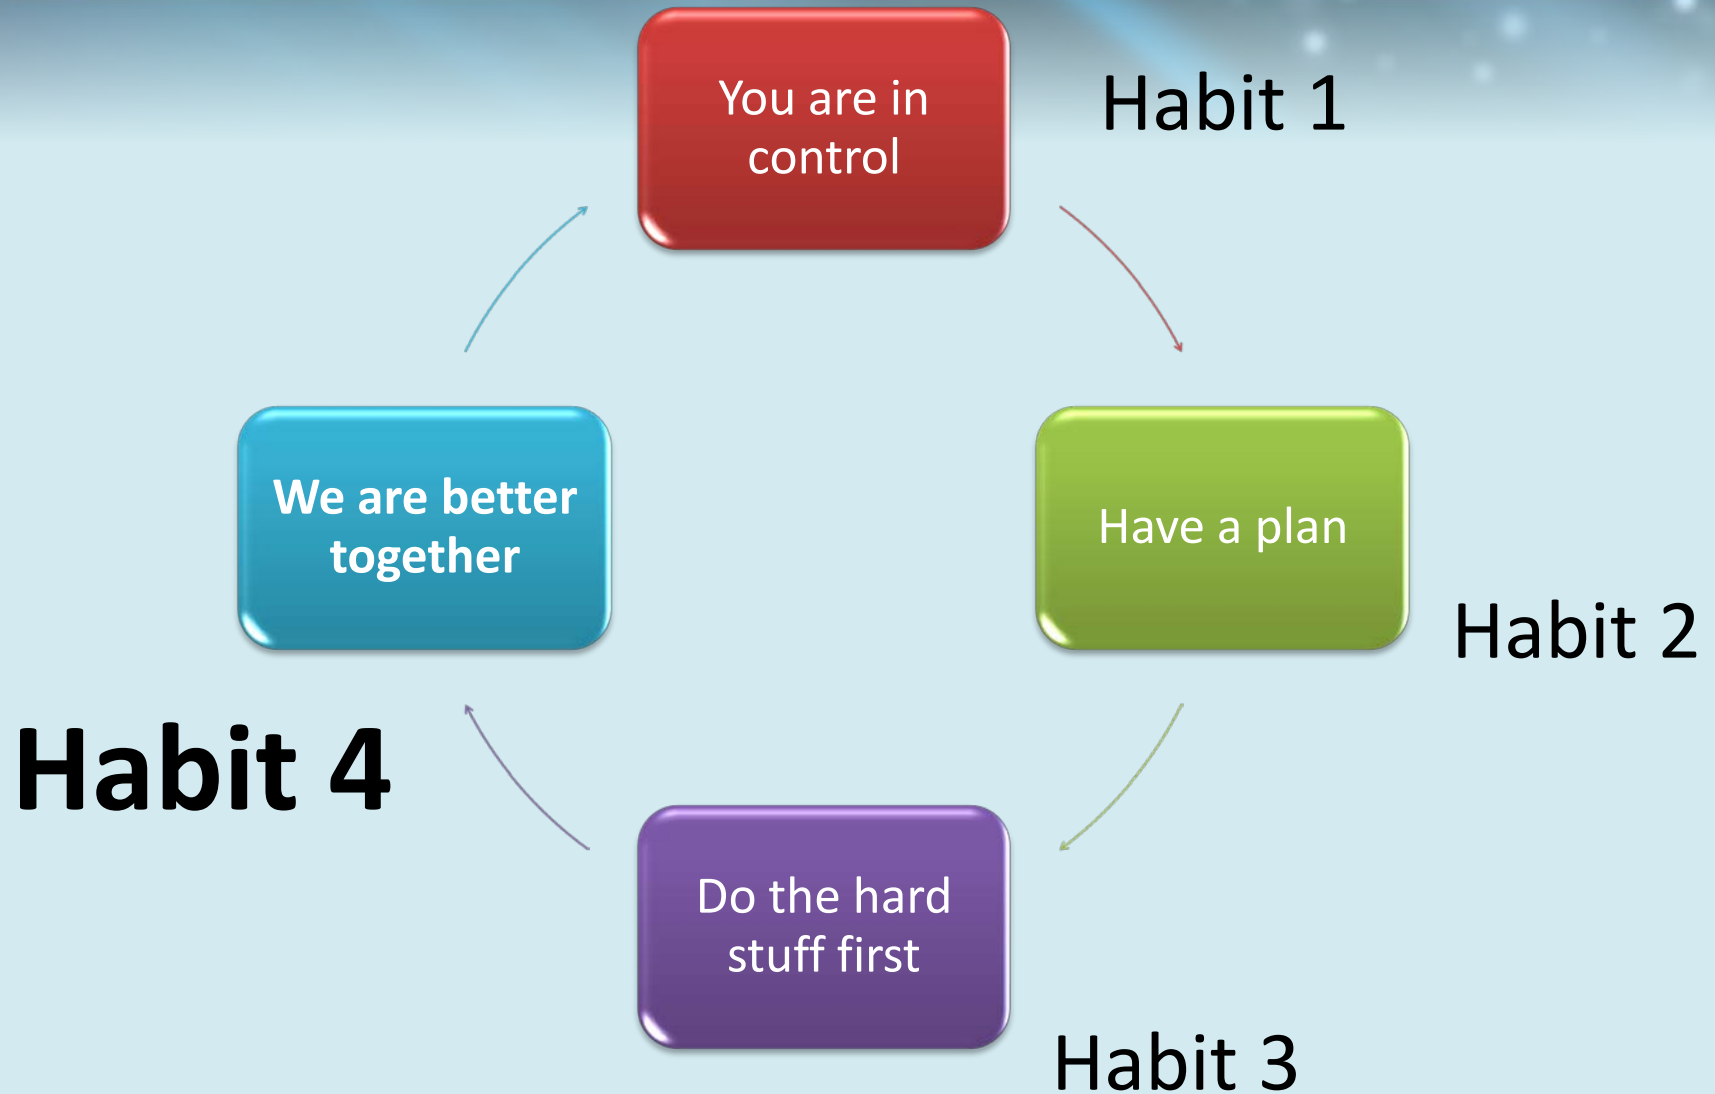 You are in
control
Habit 1
Have a plan
Habit 2
Do the hard
stuff first
Habit 3
We are better
together
Habit 4